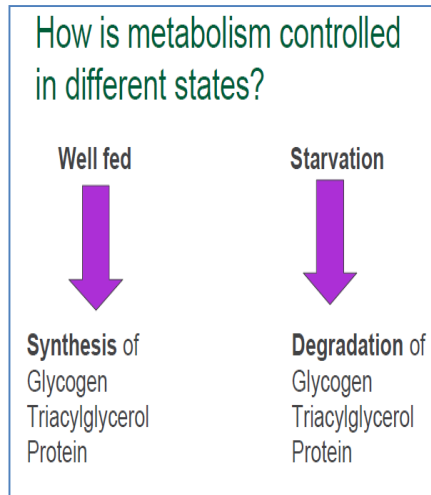 How is metabolism controlled
in different states?
Well fed
Starvation
Synthesis of
Glycogen
Triacylglycerol
Protein
Degradation of
Glycogen
Triacylglycerol
Protein